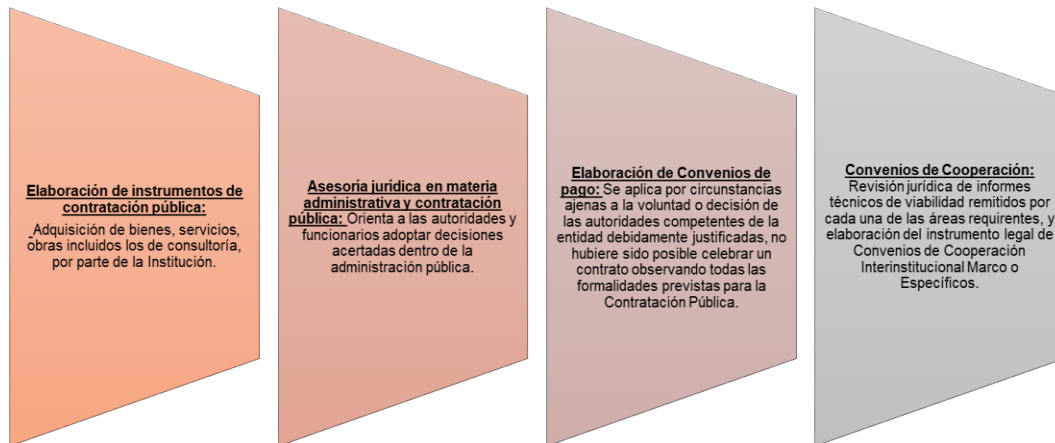 Elaboración de instrumentos de
contratación pública:
Adquisición de bienes, servicios,
obras incluidos los de consultoría,
por parte de la Institución.
Asesoría jurídica en materia
administrativa y contratación
pública: Orienta a las autoridades y
funcionarios adoptar decisiones
acertadas dentro de la
administración pública.
Elaboración de Convenios de
pago: Se aplica por circunstancias
ajenas a la voluntad o decisión de
las autoridades competentes de la
entidad debidamente justificadas, no
hubiere sido posible celebrar un
contrato observando todas las
formalidades previstas para la
Contratación Pública.
Convenios de Cooperación:
Revisión jurídica de informes
técnicos de viabilidad remitidos por
cada una de las áreas requirentes, y
elaboración del instrumento legal de
Convenios de Cooperación
Interinstitucional Marco o
Específicos.